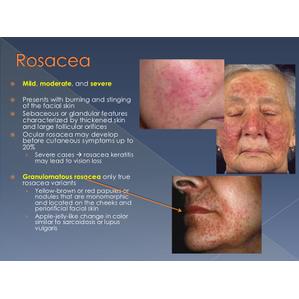 Rosacea
Mild, moderate, and severe
Presents with burning and stinging
of the facial skin
Sebaceous or glandular features
characterized by thickened skin
and large follicular orifices
Ocular rosacea may develop
before cutaneous symptoms up to
20%
Severe cases → rosacea keratitis
may lead to vision loss
Granulomatous rosacea only true
rosacea variants
Yellow-brown or red papules or
nodules that are monomorphic
and located on the cheeks and
periorificial facial skin
Apple-jelly-like change in color
similar to sarcoidosis or lupus
vulgaris